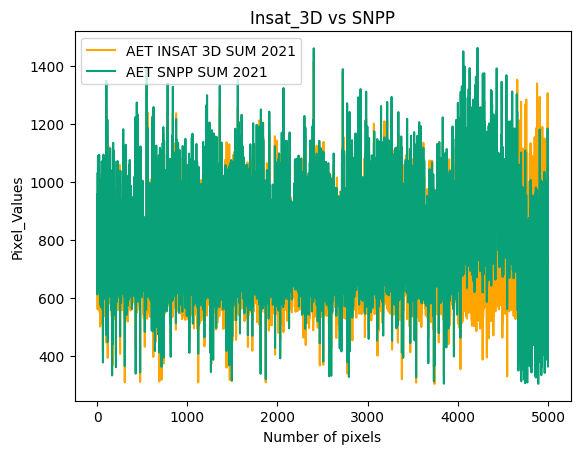 Insat_3D vs SNPP
AET INSAT 3D SUM 2021
AET SNPP SUM 2021
Pixel_Values
1400
1200
1000
800
600
400
0 1000 2000 3000 4000 5000
Number of pixels